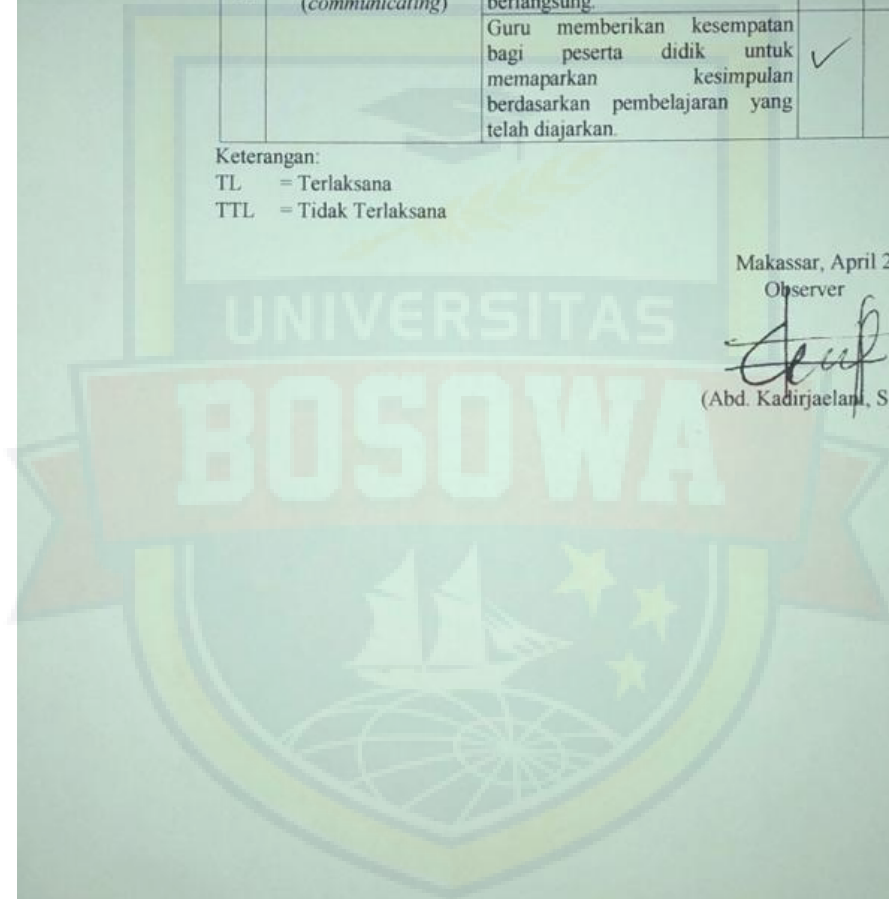 (communicating)
berlangsung.
Guru memberikan kesempatan
bagi peserta didik untuk
memaparkan kesimpulan
berdasarkan pembelajaran yang
telah diajarkan.
Keterangan:
TL = Terlaksana
TTL = Tidak Terlaksana
Makassar, April 2
Observer
(Abd. Kadirjaelani, S
UNIVERSITAS
BOSOWA